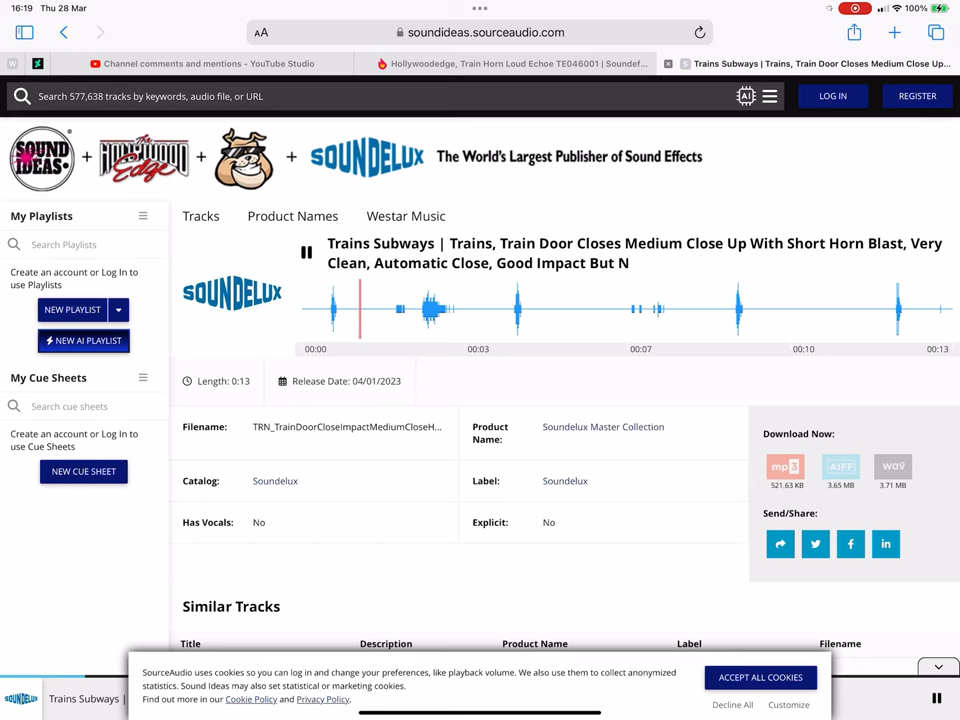 16:19 Thu 28 Mar
100%
AA soundideas.sourceaudio.com
W
Channel comments and mentions - YouTube Studio
Hollywoodedge, Train Horn Loud Echoe TE046001 | Soundef...
S Trains Subways | Trains, Train Door Closes Medium Close Up...
Search 577,638 tracks by keywords, audio file, or URL
AI
LOG IN
REGISTER
SOUND IDEAS + The HOLLYWOOD Edge + + SOUNDELUX The World's Largest Publisher of Sound Effects
My Playlists
Search Playlists
Create an account or Log In to
use Playlists
NEW PLAYLIST
NEW AI PLAYLIST
My Cue Sheets
Search cue sheets
Create an account or Log In to
use Cue Sheets
NEW CUE SHEET
Tracks Product Names Westar Music
SOUNDELUX
Trains Subways | Trains, Train Door Closes Medium Close Up With Short Horn Blast, Very
Clean, Automatic Close, Good Impact But N
00:00 00:03 00:07 00:10 00:13
Length: 0:13
Release Date: 04/01/2023
Filename: TRN_TrainDoorCloseImpactMediumCloseH...
Product
Name: Soundelux Master Collection
Catalog: Soundelux
Label: Soundelux
Has Vocals: No
Explicit: No
Download Now:
mp3 AIFF wav
521.63 KB 3.65 MB 3.71 MB
Send/Share:
Similar Tracks
Title Description Product Name Label Filename
SourceAudio uses cookies so you can log in and change your preferences, like playback volume. We also use them to collect anonymized
statistics. Sound Ideas may also set statistical or marketing cookies.
Find out more in our Cookie Policy and Privacy Policy.
ACCEPT ALL COOKIES
Decline All Customize
SOUNDELUX Trains Subways |